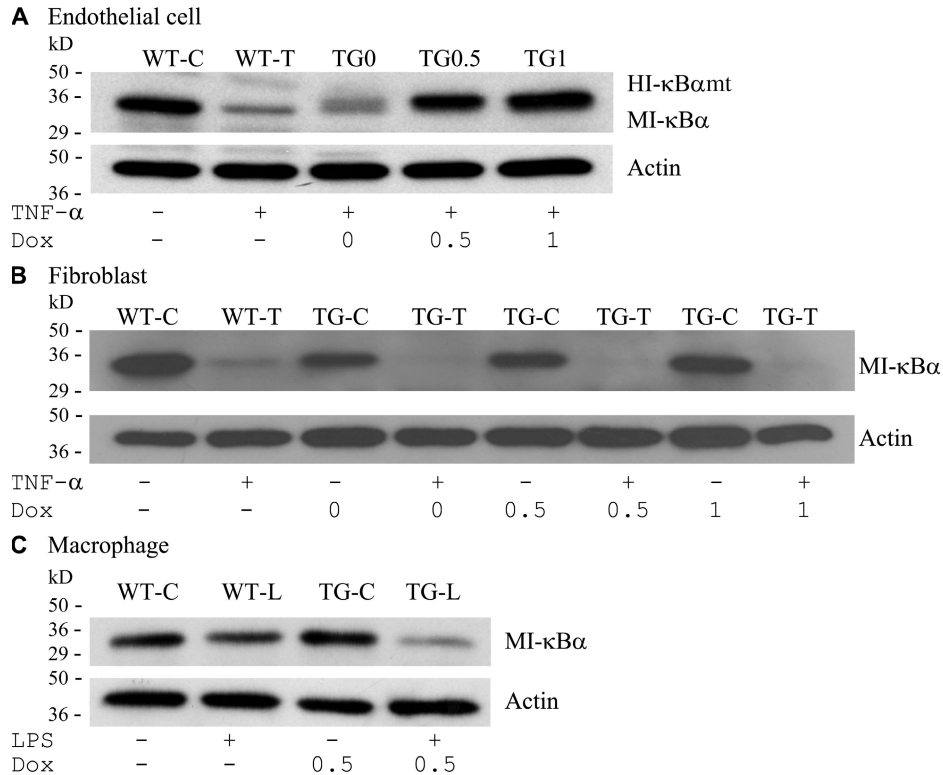 A Endothelial cell
kD
WT-C WT-T TG0 TG0.5 TG1
50 -
36 -
29 -
HI-κBαmt
MI-κBα
50 -
36 -
Actin
TNF-α - + + + +
Dox - - 0 0.5 1
B Fibroblast
kD
WT-C WT-T TG-C TG-T TG-C TG-T TG-C TG-T
50 -
36 -
29 -
MI-κBα
50 -
36 -
Actin
TNF-α - + - + - + - +
Dox - - 0 0 0.5 0.5 1 1
C Macrophage
kD
WT-C WT-L TG-C TG-L
50 -
36 -
29 -
MI-κBα
50 -
36 -
Actin
LPS - + - +
Dox - - 0.5 0.5